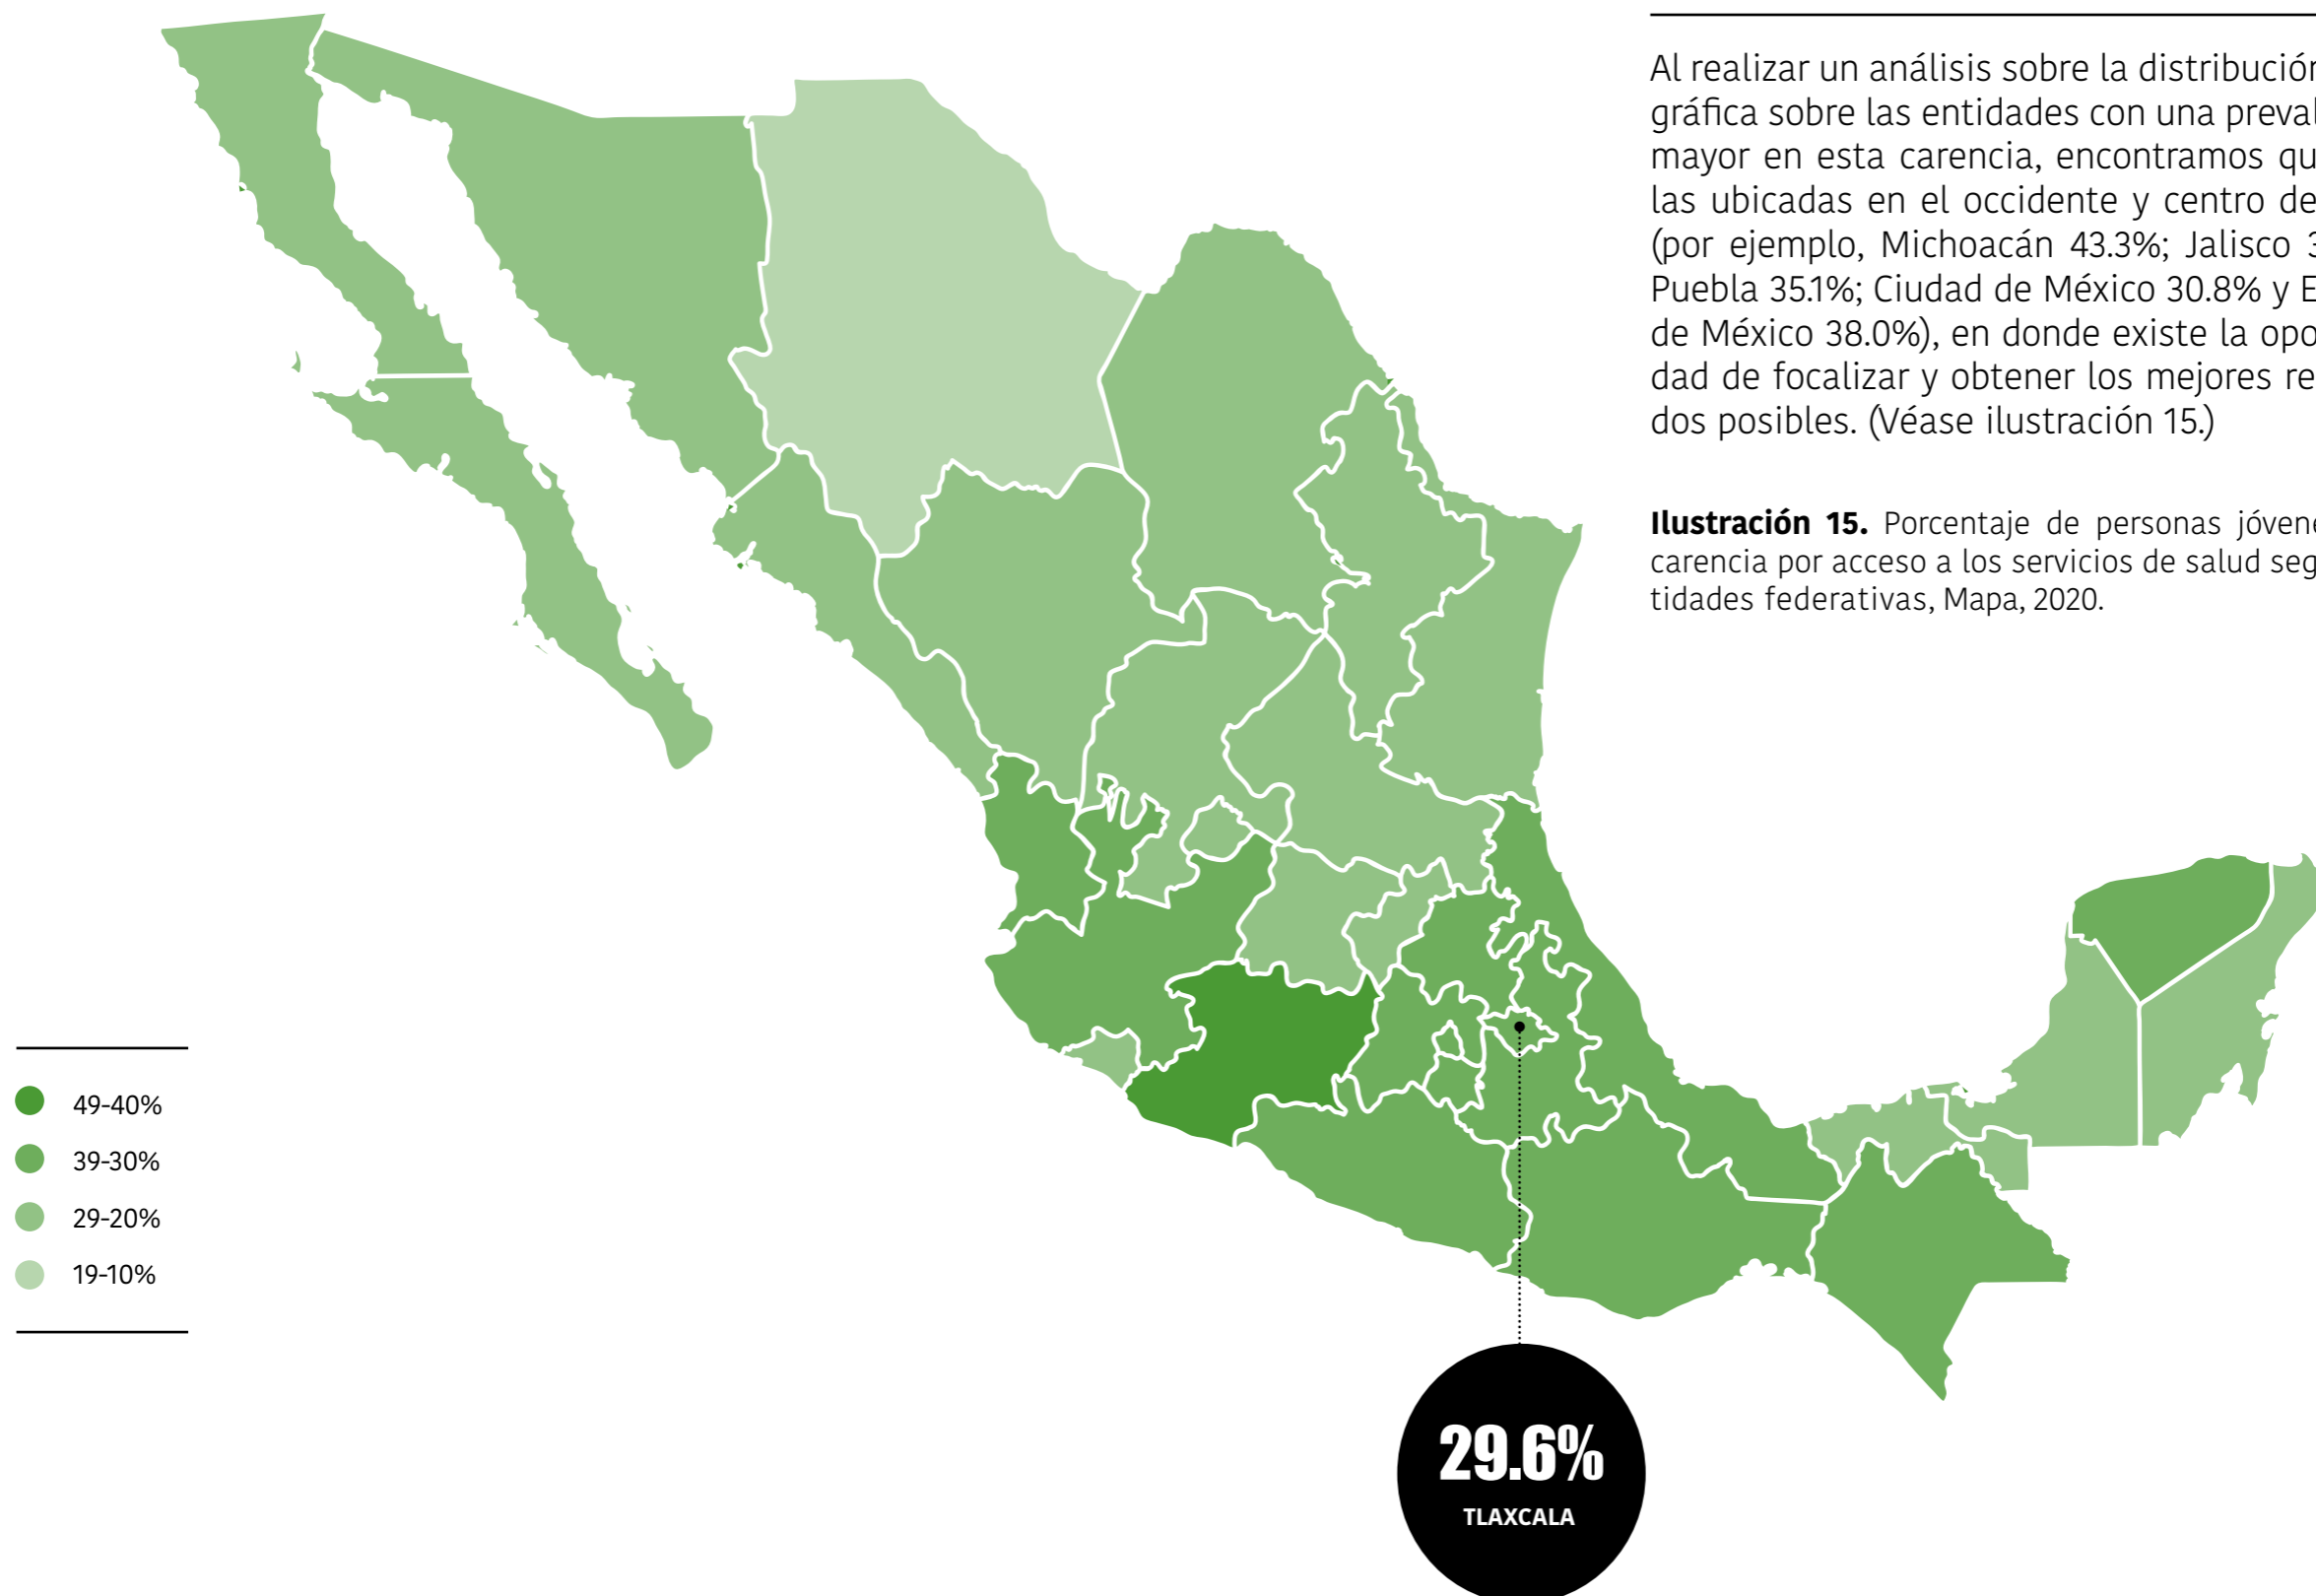 Al realizar un análisis sobre la distribución
gráfica sobre las entidades con una preval
mayor en esta carencia, encontramos qu
las ubicadas en el occidente y centro de
(por ejemplo, Michoacán 43.3%; Jalisco 3
Puebla 35.1%; Ciudad de México 30.8% y E
de México 38.0%), en donde existe la opo
dad de focalizar y obtener los mejores re
dos posibles. (Véase ilustración 15.)
Ilustración 15. Porcentaje de personas jóvene
carencia por acceso a los servicios de salud seg
tidades federativas, Mapa, 2020.
49-40%
39-30%
29-20%
19-10%
29.6%
TLAXCALA